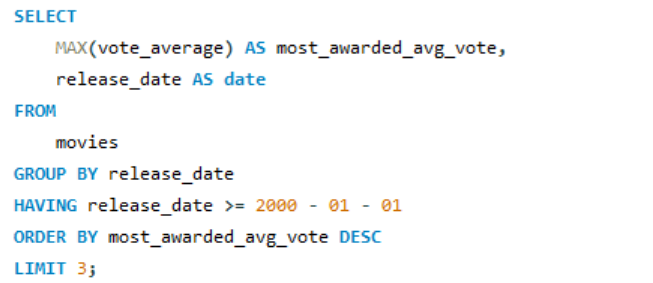 SELECT
MAX(vote_average) AS most_awarded_avg_vote,
release_date AS date
FROM
movies
GROUP BY release_date
HAVING release_date >= 2000 - 01 - 01
ORDER BY most_awarded_avg_vote DESC
LIMIT 3;